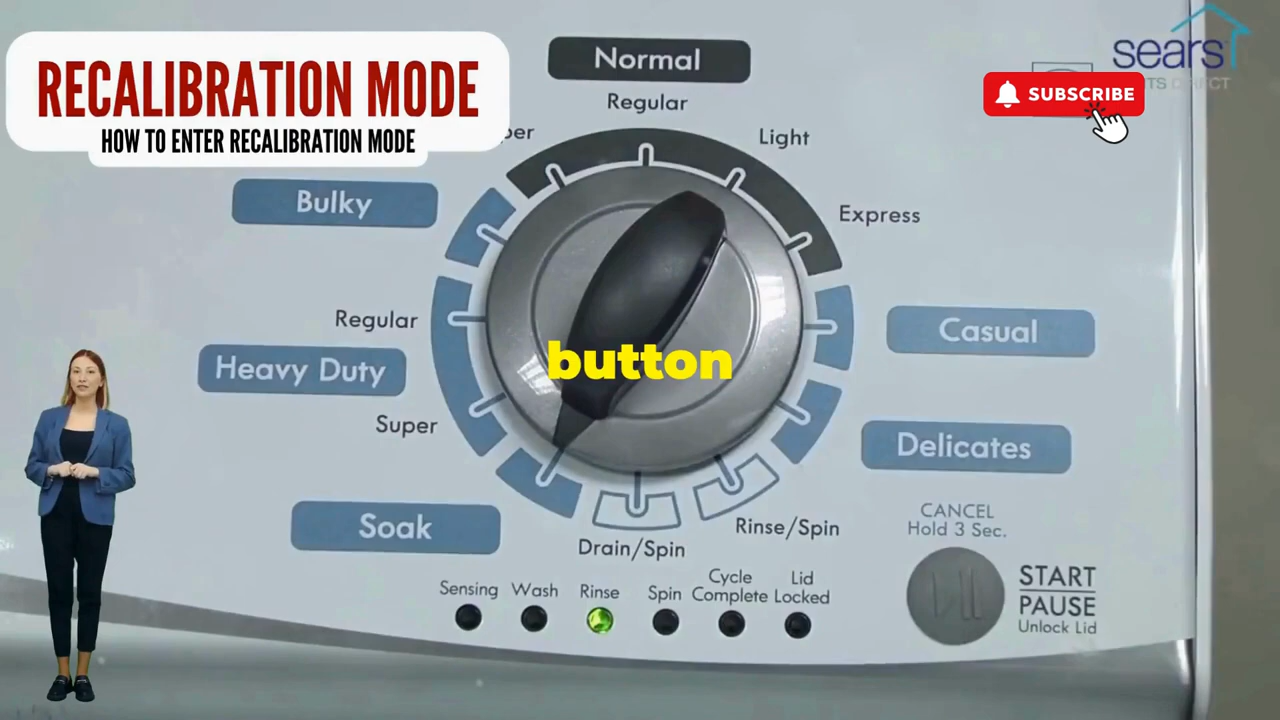 RECALIBRATION MODE
HOW TO ENTER RECALIBRATION MODE
sears
SUBSCRIBE
Normal
Regular
Light
Express
Bulky
Regular
Heavy Duty
Super
Casual
Delicates
button
Soak
Drain/Spin
Rinse/Spin
CANCEL
Hold 3 Sec.
START
PAUSE
Unlock Lid
Sensing
Wash
Rinse
Spin
Cycle
Complete
Lid
Locked